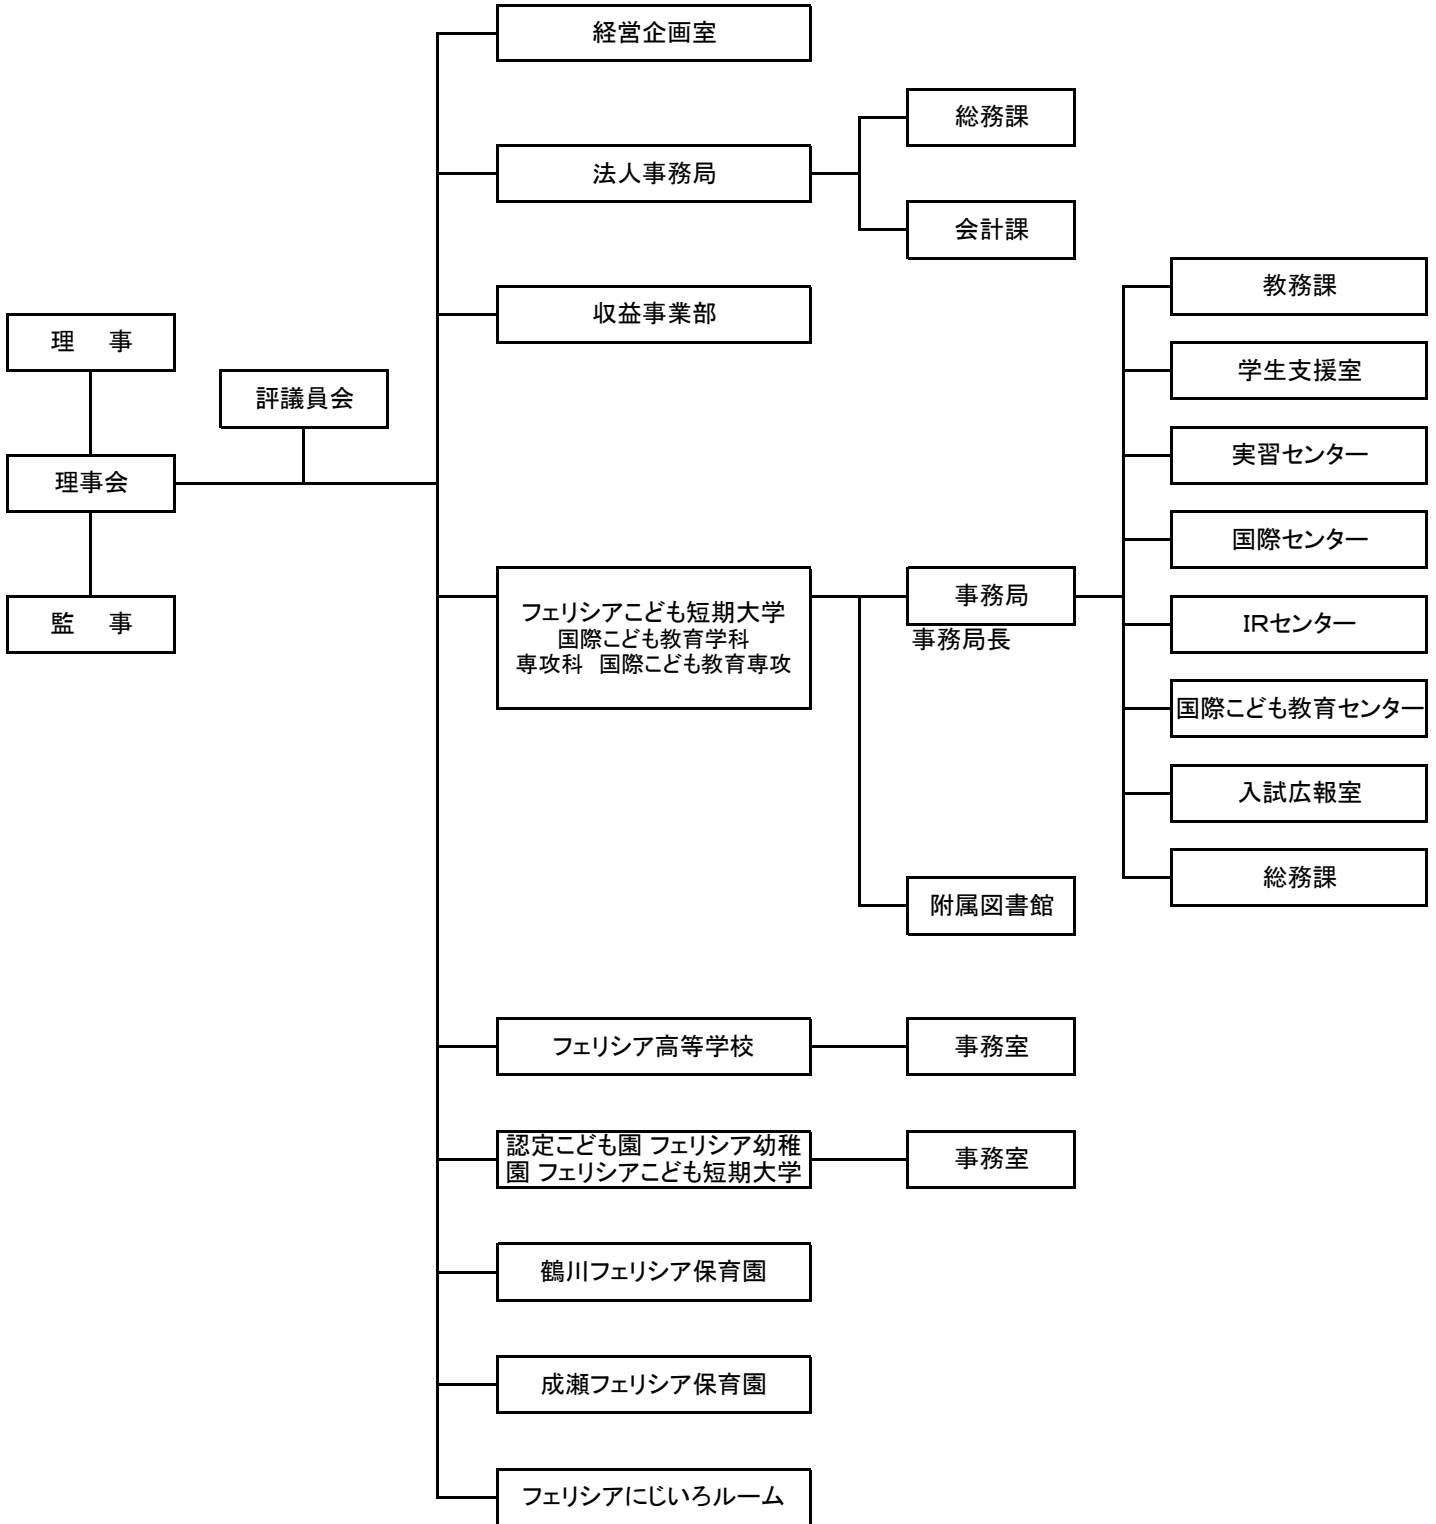 経営企画室
総務課
法人事務局
会計課
教務課
収益事業部
理　事
学生支援室
評議員会
実習センター
理事会
国際センター
事務局
フェリシアこども短期大学
国際こども教育学科
専攻科　国際こども教育専攻
監　事
IRセンター
事務局長
国際こども教育センター
入試広報室
総務課
附属図書館
フェリシア高等学校
事務室
認定こども園 フェリシア幼稚
園 フェリシアこども短期大学
事務室
鶴川フェリシア保育園
成瀬フェリシア保育園
フェリシアにじいろルーム